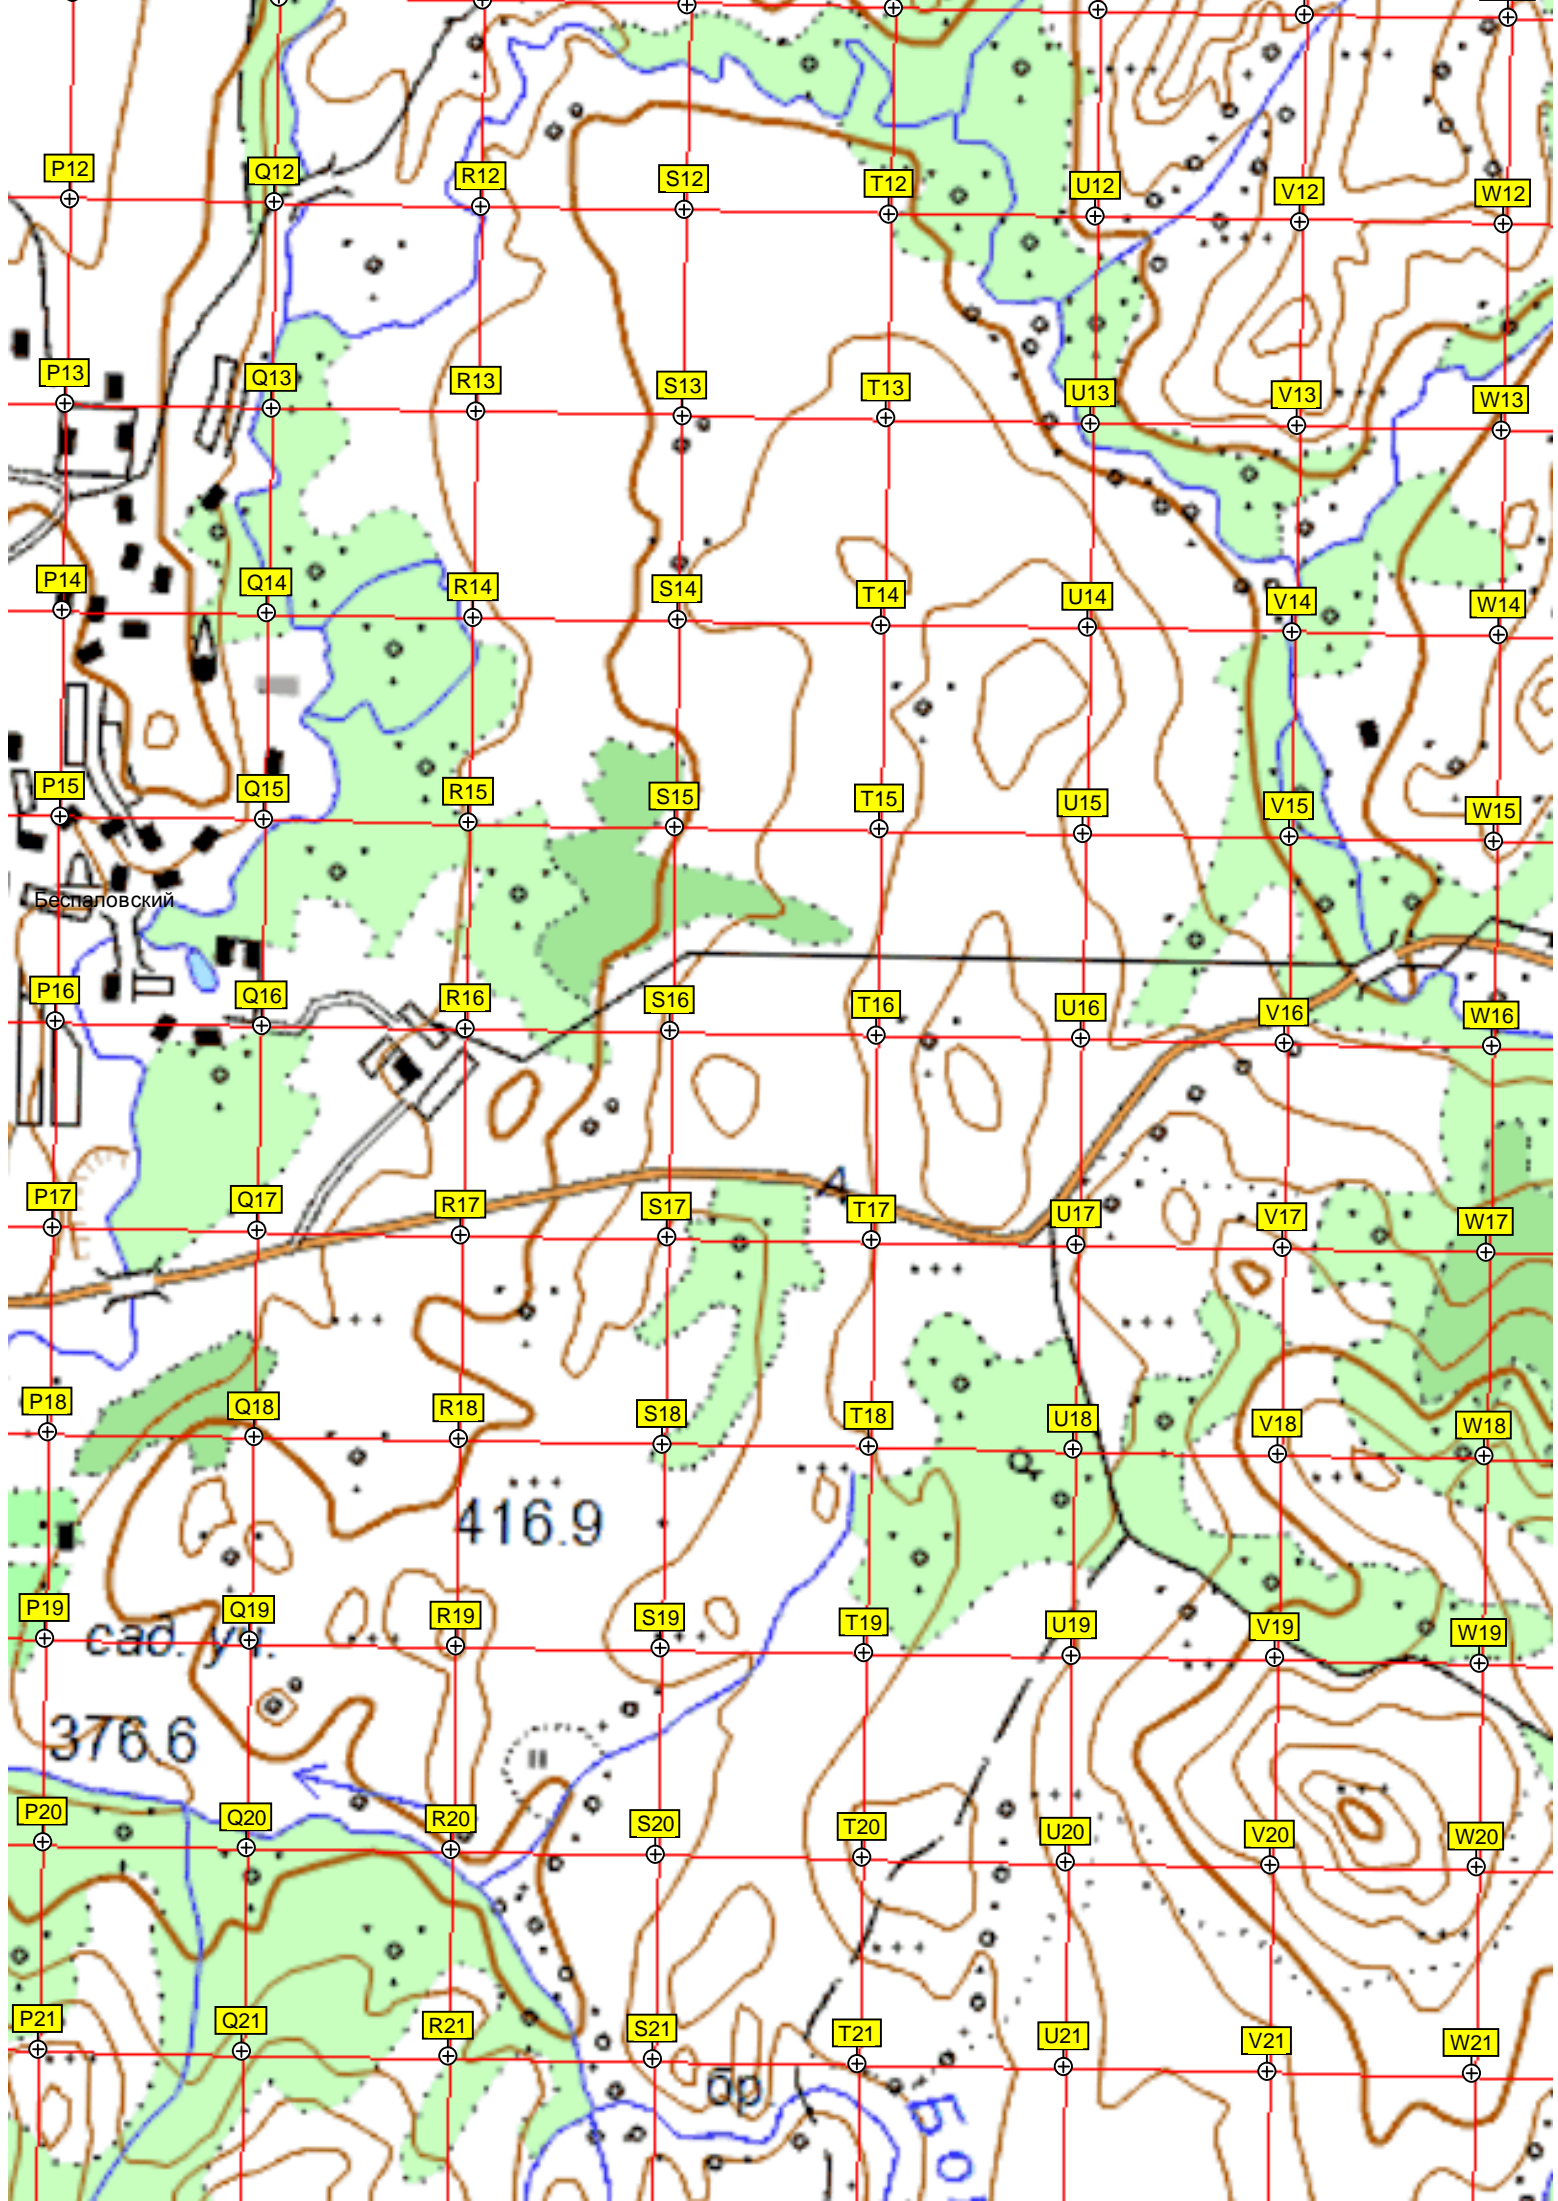 P12 Q12 R12 S12 T12 U12 V12 W12
P13 Q13 R13 S13 T13 U13 V13 W13
P14 Q14 R14 S14 T14 U14 V14 W14
P15 Q15 R15 S15 T15 U15 V15 W15
Беспаловский
P16 Q16 R16 S16 T16 U16 V16 W16
А
P17 Q17 R17 S17 T17 U17 V17 W17
P18 Q18 R18 S18 T18 U18 V18 W18
416.9
P19 Q19 R19 S19 T19 U19 V19 W19
сад. уч.
376.6
P20 Q20 R20 S20 T20 U20 V20 W20
P21 Q21 R21 S21 T21 U21 V21 W21
бр